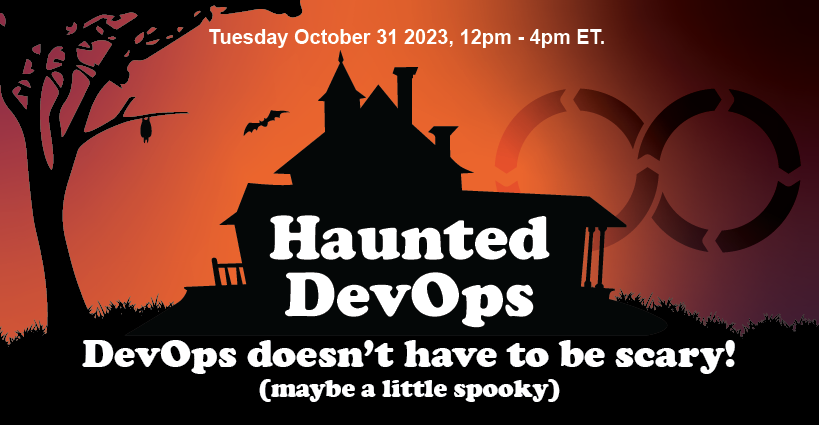 Tuesday October 31 2023, 12pm - 4pm ET.
Haunted
DevOps
DevOps doesn't have to be scary!
(maybe a little spooky)